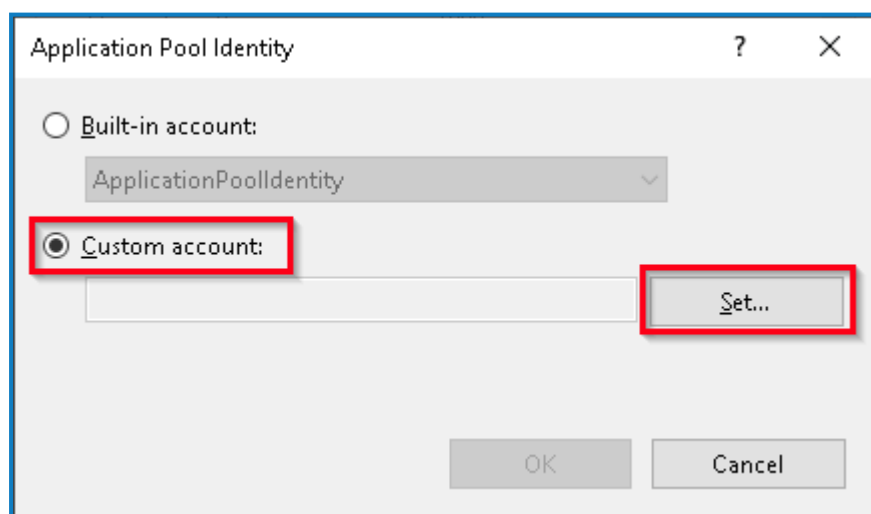 Application Pool Identity ? ✕
Built-in account:
ApplicationPoolIdentity
Custom account:
Set...
OK Cancel